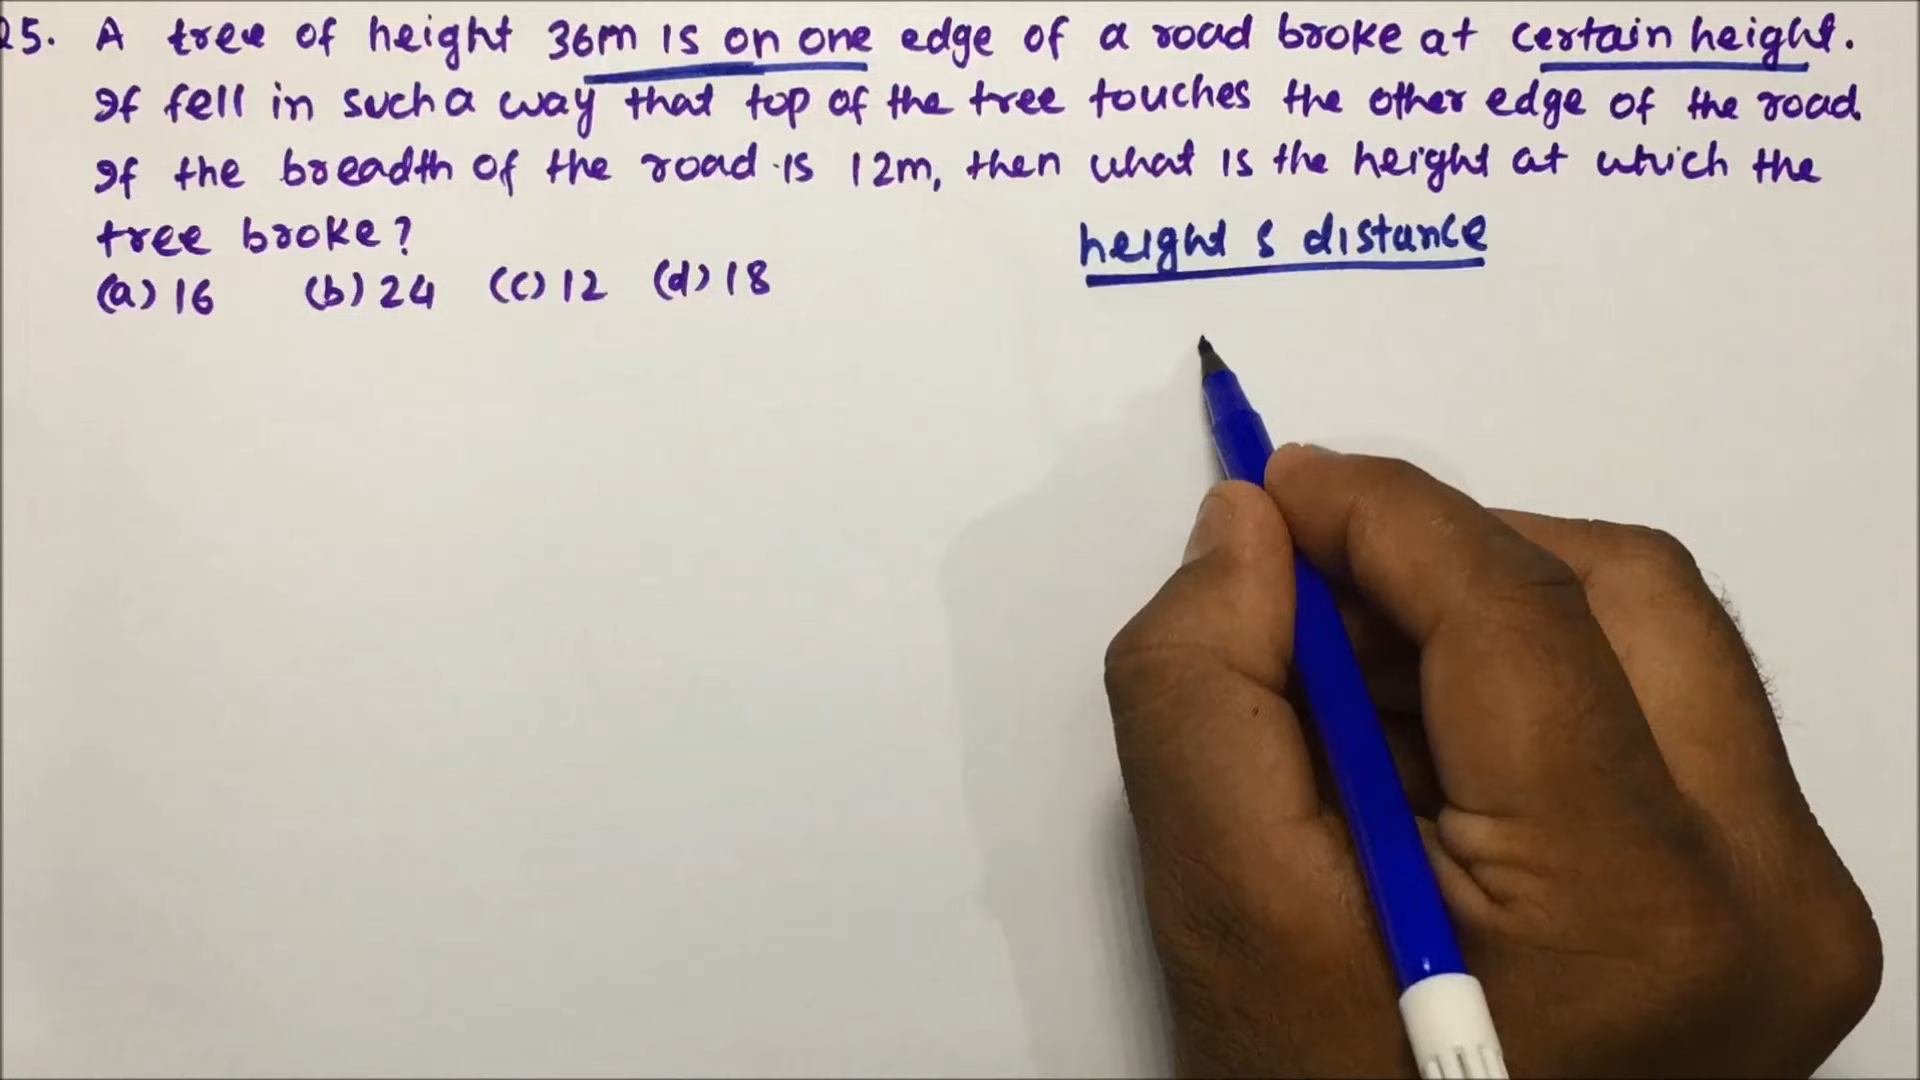 25. A tree of height 36m is on one edge of a road broke at certain height.
If fell in such a way that top of the tree touches the other edge of the road
If the breadth of the road is 12m, then what is the height at which the
tree broke?
height & distance
(a) 16 (b) 24 (c) 12 (d) 18